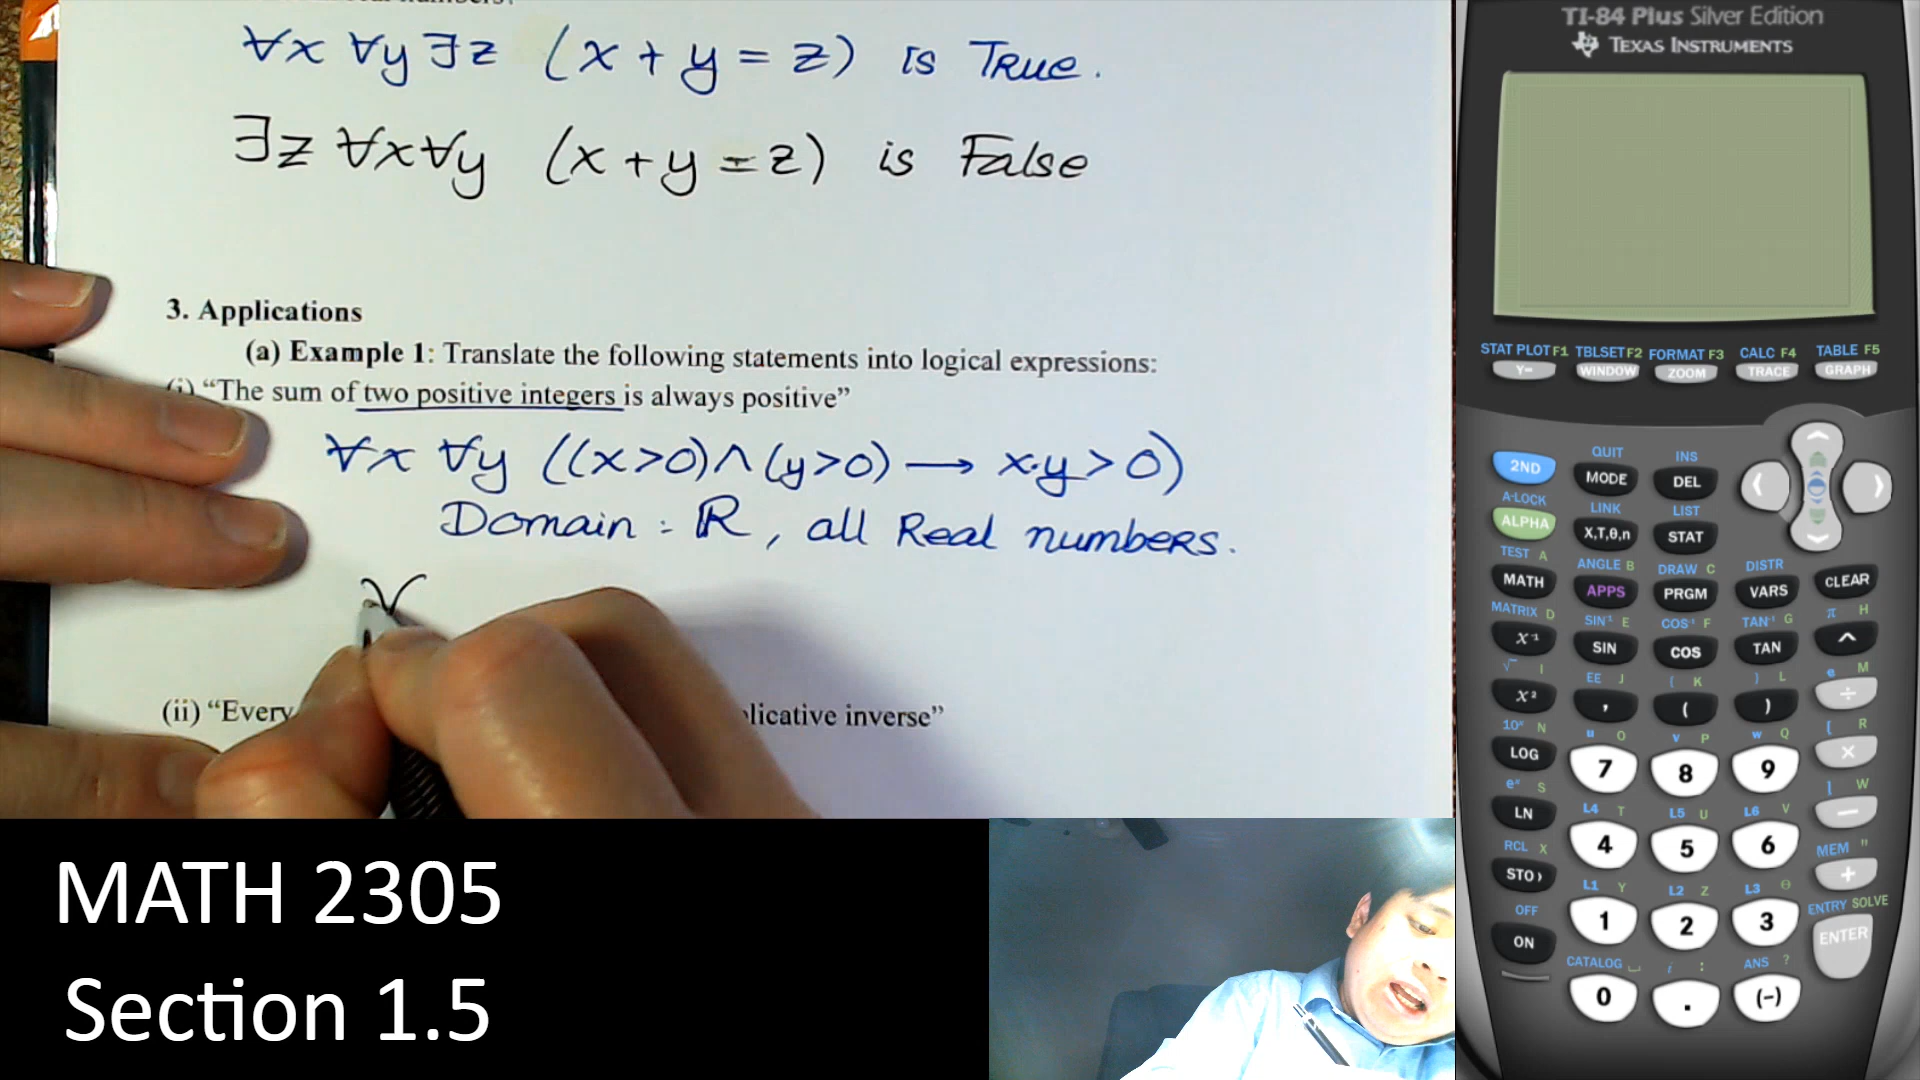 ∀x ∀y ∃z (x + y = z) is True.
∃z ∀x∀y (x + y = z) is False
3. Applications
(a) Example 1: Translate the following statements into logical expressions:
(i) “The sum of two positive integers is always positive”
∀x ∀y ((x>0)∧(y>0) → x·y > 0)
Domain : ℝ, all Real numbers.
(ii) “Every
licative inverse”
MATH 2305
Section 1.5
TI-84 Plus Silver Edition
TEXAS INSTRUMENTS
STAT PLOT F1 TBLSET F2 FORMAT F3 CALC F4 TABLE F5
Y= WINDOW ZOOM TRACE GRAPH
QUIT INS
2ND MODE DEL
A-LOCK LINK LIST
ALPHA X,T,θ,n STAT
TEST A ANGLE B DRAW C DISTR
MATH APPS PRGM VARS CLEAR
MATRIX D SIN⁻¹ E COS⁻¹ F TAN⁻¹ G π H
x⁻¹ SIN COS TAN ^
√ I EE J { K } L e M
x² , ( ) ÷
10ˣ N u O v P w Q [ R
LOG 7 8 9 ×
eˣ S L4 T L5 U L6 V ] W
LN 4 5 6 −
RCL X L1 Y L2 Z L3 θ MEM "
STO› 1 2 3 +
OFF CATALOG ⎵ i : ANS ? ENTRY SOLVE
ON 0 . (-) ENTER